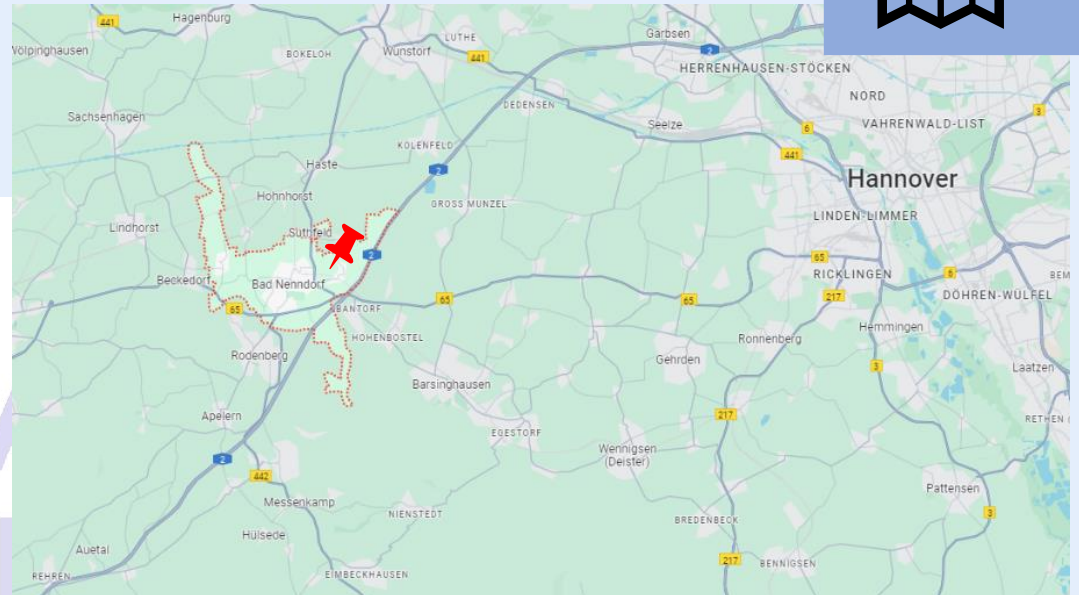 441
Hagenburg
LUTHE
Garbsen
Wölpinghausen
BOKELOH
Wunstorf
441
2
HERRENHAUSEN-STÖCKEN
NORD
DEDENSEN
Sachsenhagen
Seelze
6
VAHRENWALD-LIST
3
KOLENFELD
441
Haste
2
Hannover
Hohnhorst
GROSS MUNZEL
LINDEN-LIMMER
Lindhorst
Suthfeld
2
65
RICKLINGEN
6
Beckedorf
Bad Nenndorf
65
65
217
DÖHREN-WÜLFEL
65
BANTORF
HOHENBOSTEL
Hemmingen
Ronnenberg
Rodenberg
Gehrden
3
Laatzen
Barsinghausen
Apelern
217
EGESTORF
Wennigsen
(Deister)
2
442
Pattensen
Messenkamp
NIENSTEDT
BREDENBECK
3
Hülsede
Auetal
217
BENNIGSEN
REHREN
EIMBECKHAUSEN